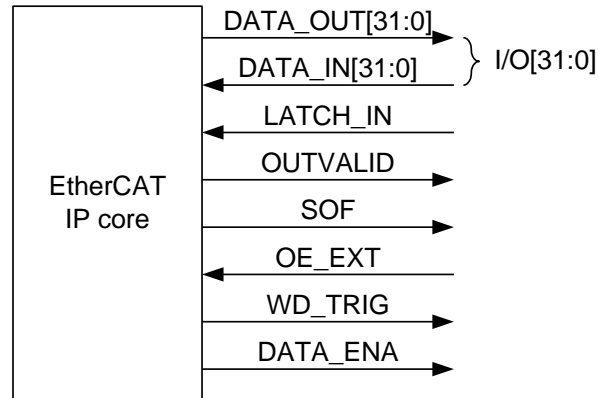 DATA_OUT[31:0]
I/O[31:0]
DATA_IN[31:0]
LATCH_IN
OUTVALID
EtherCAT
IP core
SOF
OE_EXT
WD_TRIG
DATA_ENA